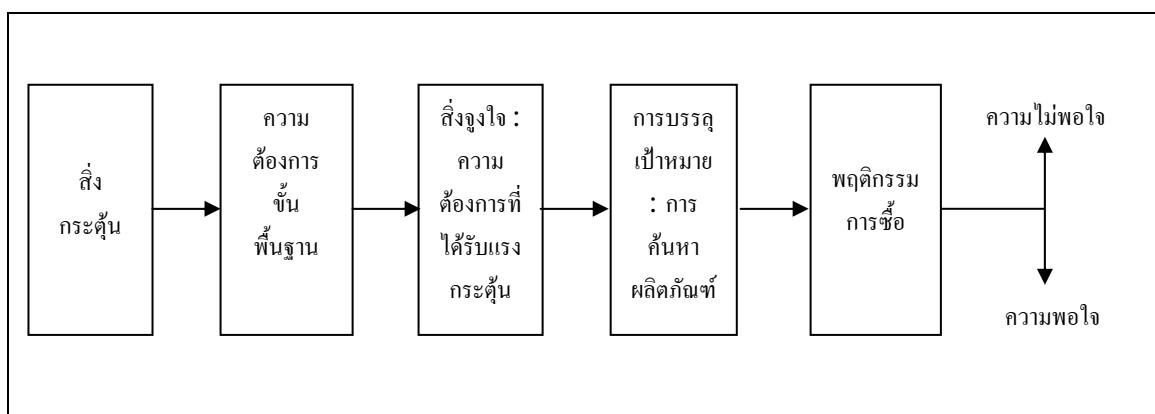 สิ่ง
กระตุ้น
ความ
ต้องการ
ขั้น
พื้นฐาน
สิ่งจูงใจ :
ความ
ต้องการที่
ได้รับแรง
กระตุ้น
การบรรลุ
เป้าหมาย
: การ
ค้นหา
ผลิตภัณฑ์
พฤติกรรม
การซื้อ
ความไม่พอใจ
ความพอใจ